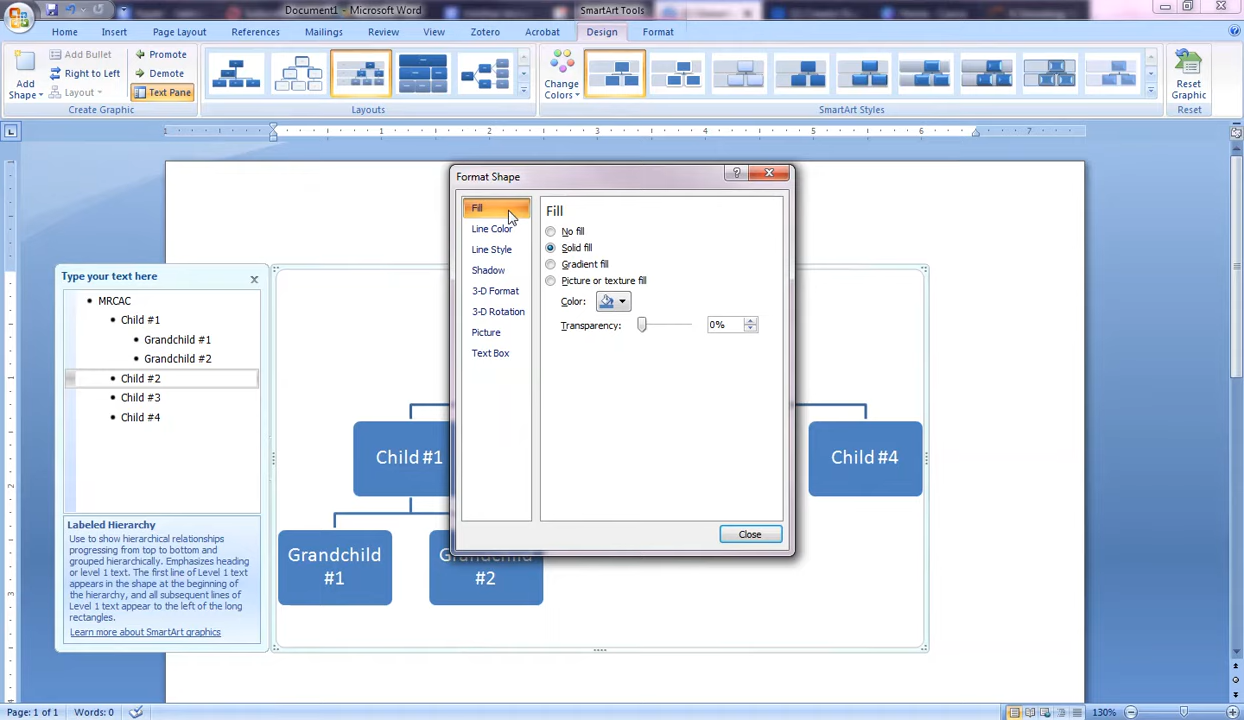 Document1 - Microsoft Word
SmartArt Tools
Home
Insert
Page Layout
References
Mailings
Review
View
Zotero
Acrobat
Design
Format
Add Shape
Add Bullet
Right to Left
Layout
Promote
Demote
Text Pane
Create Graphic
Layouts
Change Colors
SmartArt Styles
Reset Graphic
Reset
1 1 2 3 4 5 6 7
Type your text here
MRCAC
Child #1
Grandchild #1
Grandchild #2
Child #2
Child #3
Child #4
Labeled Hierarchy
Use to show hierarchical relationships
progressing from top to bottom and
grouped hierarchically. Emphasizes heading
or level 1 text. The first line of Level 1 text
appears in the shape at the beginning of
the hierarchy, and all subsequent lines of
Level 1 text appear to the left of the long
rectangles.
Learn more about SmartArt graphics
Format Shape
Fill
Line Color
Line Style
Shadow
3-D Format
3-D Rotation
Picture
Text Box
Fill
No fill
Solid fill
Gradient fill
Picture or texture fill
Color:
Transparency:
0%
Close
Child #1
Child #4
Grandchild
#1
Grandchild
#2
Page: 1 of 1
Words: 0
130%